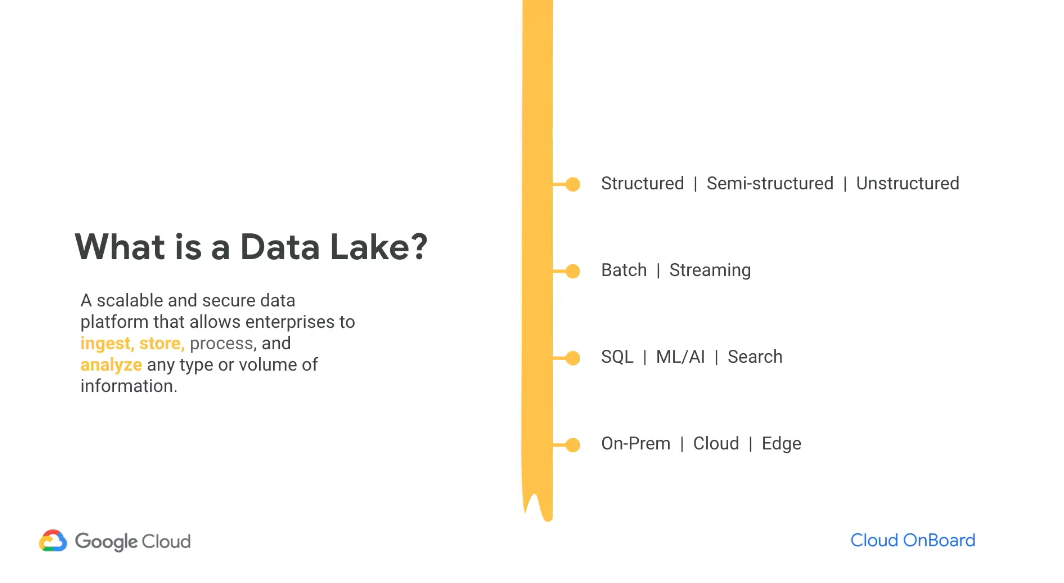 What is a Data Lake?
A scalable and secure data
platform that allows enterprises to
ingest, store, process, and
analyze any type or volume of
information.
Structured | Semi-structured | Unstructured
Batch | Streaming
SQL | ML/AI | Search
On-Prem | Cloud | Edge
Google Cloud
Cloud OnBoard